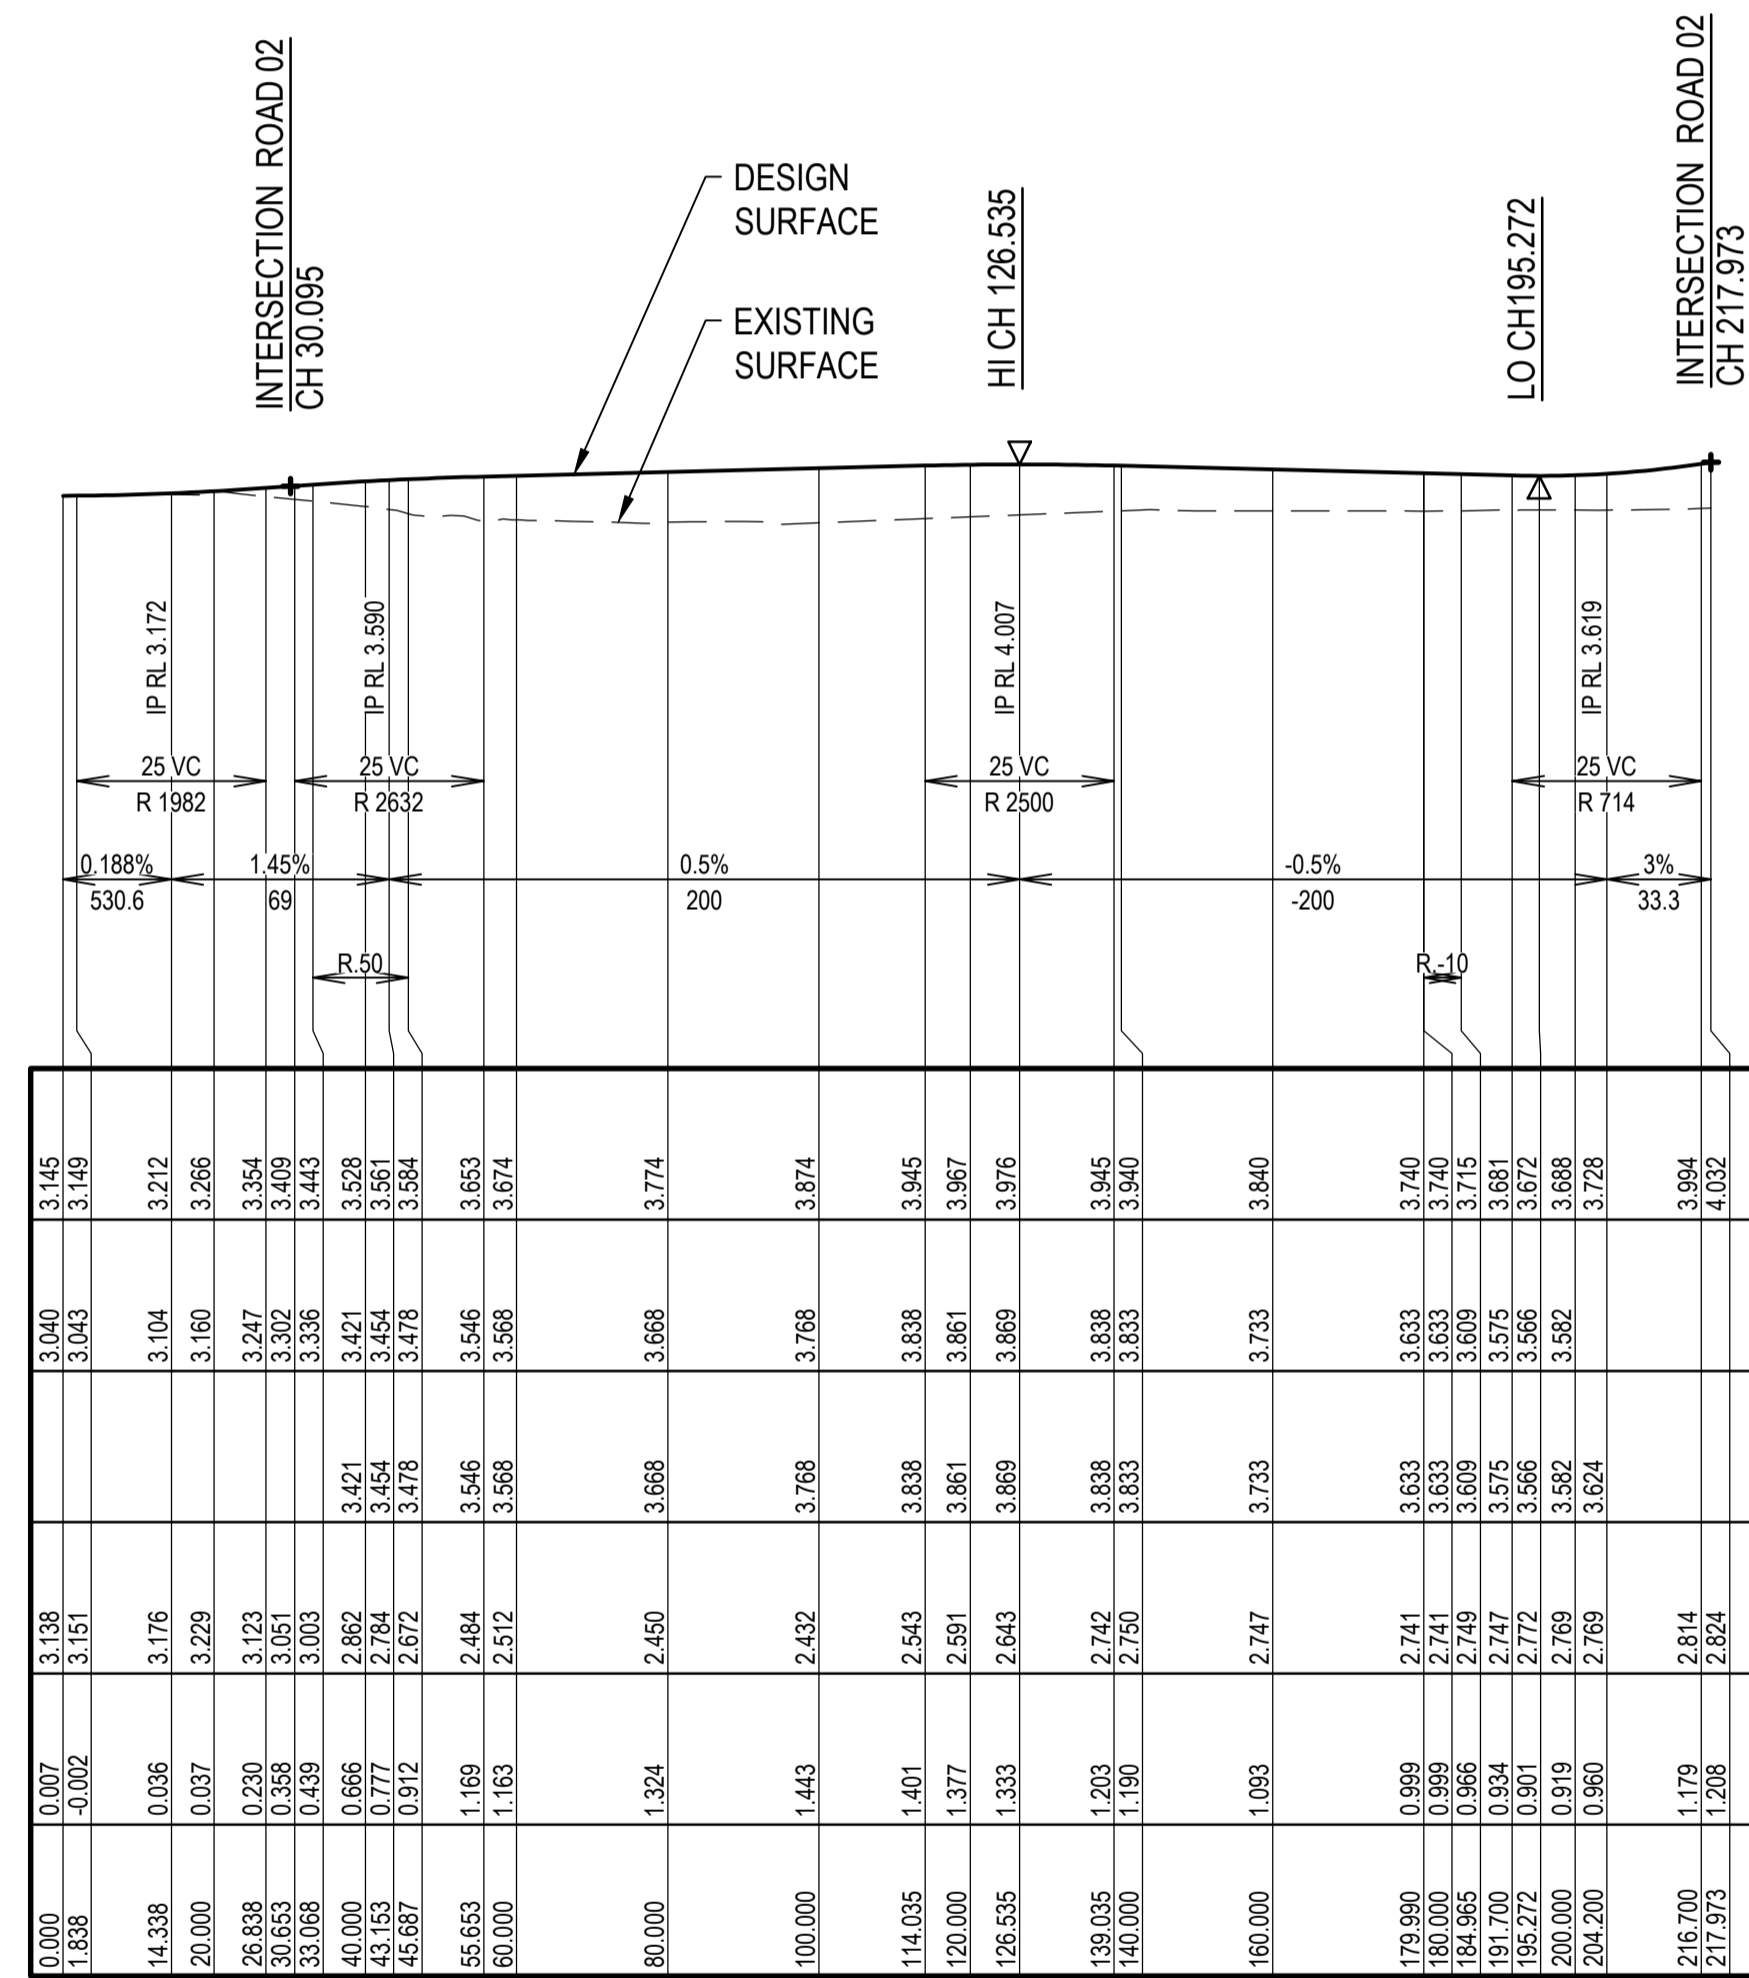 INTERSECTION ROAD 02
CH 30.095
DESIGN
SURFACE
EXISTING
SURFACE
HI CH 126.535
LO CH195.272
INTERSECTION ROAD 02
CH 217.973
IP RL 3.172
IP RL 3.590
IP RL 4.007
IP RL 3.619
25 VC
R 1982
25 VC
R 2632
25 VC
R 2500
25 VC
R 714
0.188%
530.6
1.45%
69
0.5%
200
-0.5%
-200
3%
33.3
R.50
R.-10
3.145 3.149 3.212 3.266 3.354 3.409 3.443 3.528 3.561 3.584 3.653 3.674 3.774 3.874 3.945 3.967 3.976 3.945 3.940 3.840 3.740 3.740 3.715 3.681 3.672 3.688 3.728 3.994 4.032
3.040 3.043 3.104 3.160 3.247 3.302 3.336 3.421 3.454 3.478 3.546 3.568 3.668 3.768 3.838 3.861 3.869 3.838 3.833 3.733 3.633 3.633 3.609 3.575 3.566 3.582
3.421 3.454 3.478 3.546 3.568 3.668 3.768 3.838 3.861 3.869 3.838 3.833 3.733 3.633 3.633 3.609 3.575 3.566 3.582 3.624
3.138 3.151 3.176 3.229 3.123 3.051 3.003 2.862 2.784 2.672 2.484 2.512 2.450 2.432 2.543 2.591 2.643 2.742 2.750 2.747 2.741 2.741 2.749 2.747 2.772 2.769 2.769 2.814 2.824
0.007 -0.002 0.036 0.037 0.230 0.358 0.439 0.666 0.777 0.912 1.169 1.163 1.324 1.443 1.401 1.377 1.333 1.203 1.190 1.093 0.999 0.999 0.966 0.934 0.901 0.919 0.960 1.179 1.208
0.000 1.838 14.338 20.000 26.838 30.653 33.068 40.000 43.153 45.687 55.653 60.0000 80.000 100.000 114.035 120.000 126.535 139.035 140.000 160.000 179.990 180.000 184.965 191.700 195.272 200.000 204.200 216.700 217.973